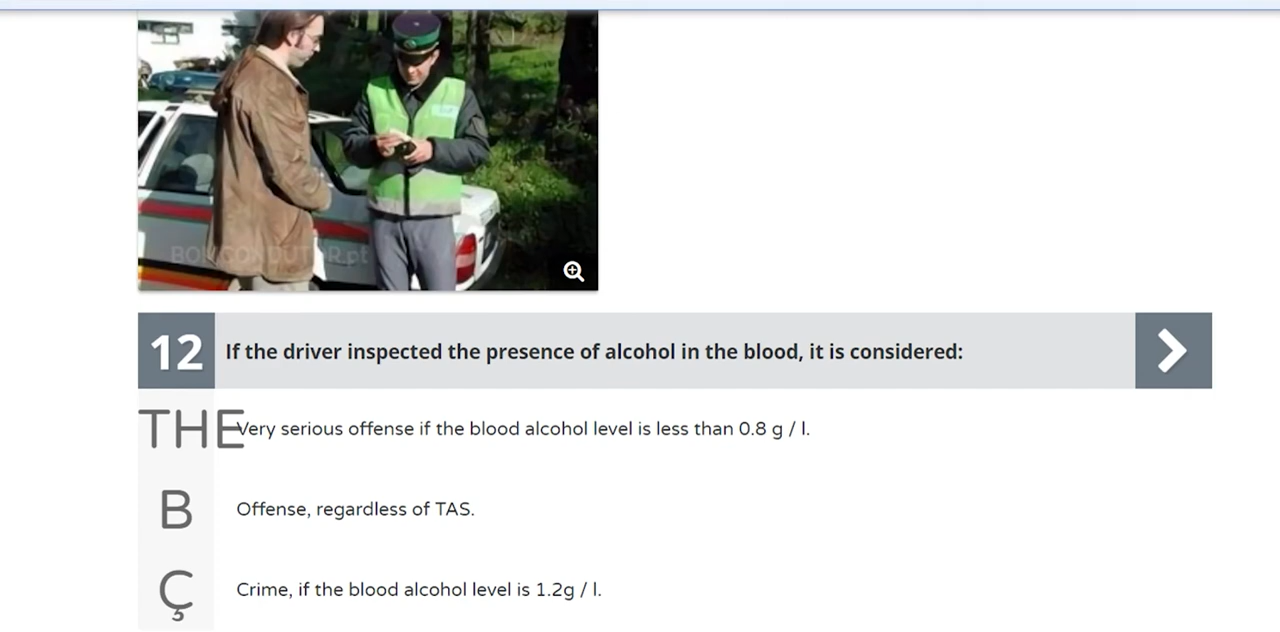 BOMCONDUTOR.pt
12 If the driver inspected the presence of alcohol in the blood, it is considered:
THE Very serious offense if the blood alcohol level is less than 0.8 g / l.
B Offense, regardless of TAS.
Ç Crime, if the blood alcohol level is 1.2g / l.